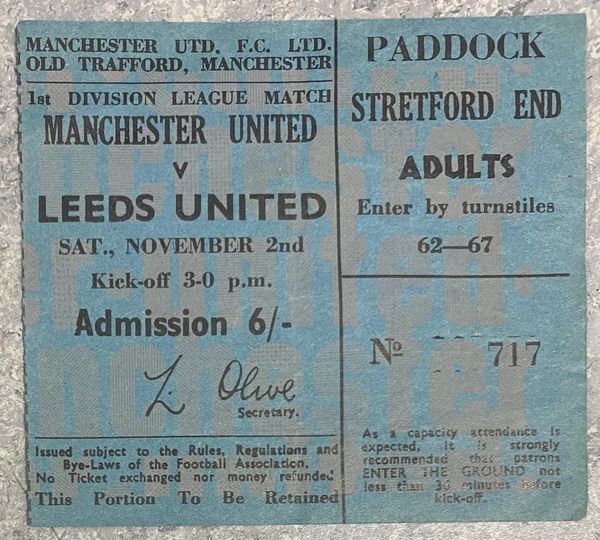 MANCHESTER UTD. F.C. LTD.
OLD TRAFFORD, MANCHESTER
1st DIVISION LEAGUE MATCH
MANCHESTER UNITED
V
LEEDS UNITED
SAT., NOVEMBER 2nd
Kick-off 3-0 p.m.
Admission 6/-
L. Olive
Secretary.
Issued subject to the Rules, Regulations and
Bye-Laws of the Football Association.
No Ticket exchanged nor money refunded
This Portion To Be Retained
PADDOCK
STRETFORD END
ADULTS
Enter by turnstiles
62—67
No 717
As a capacity attendance is
expected, it is strongly
recommended that patrons
ENTER THE GROUND not
less than 30 minutes before
kick-off.